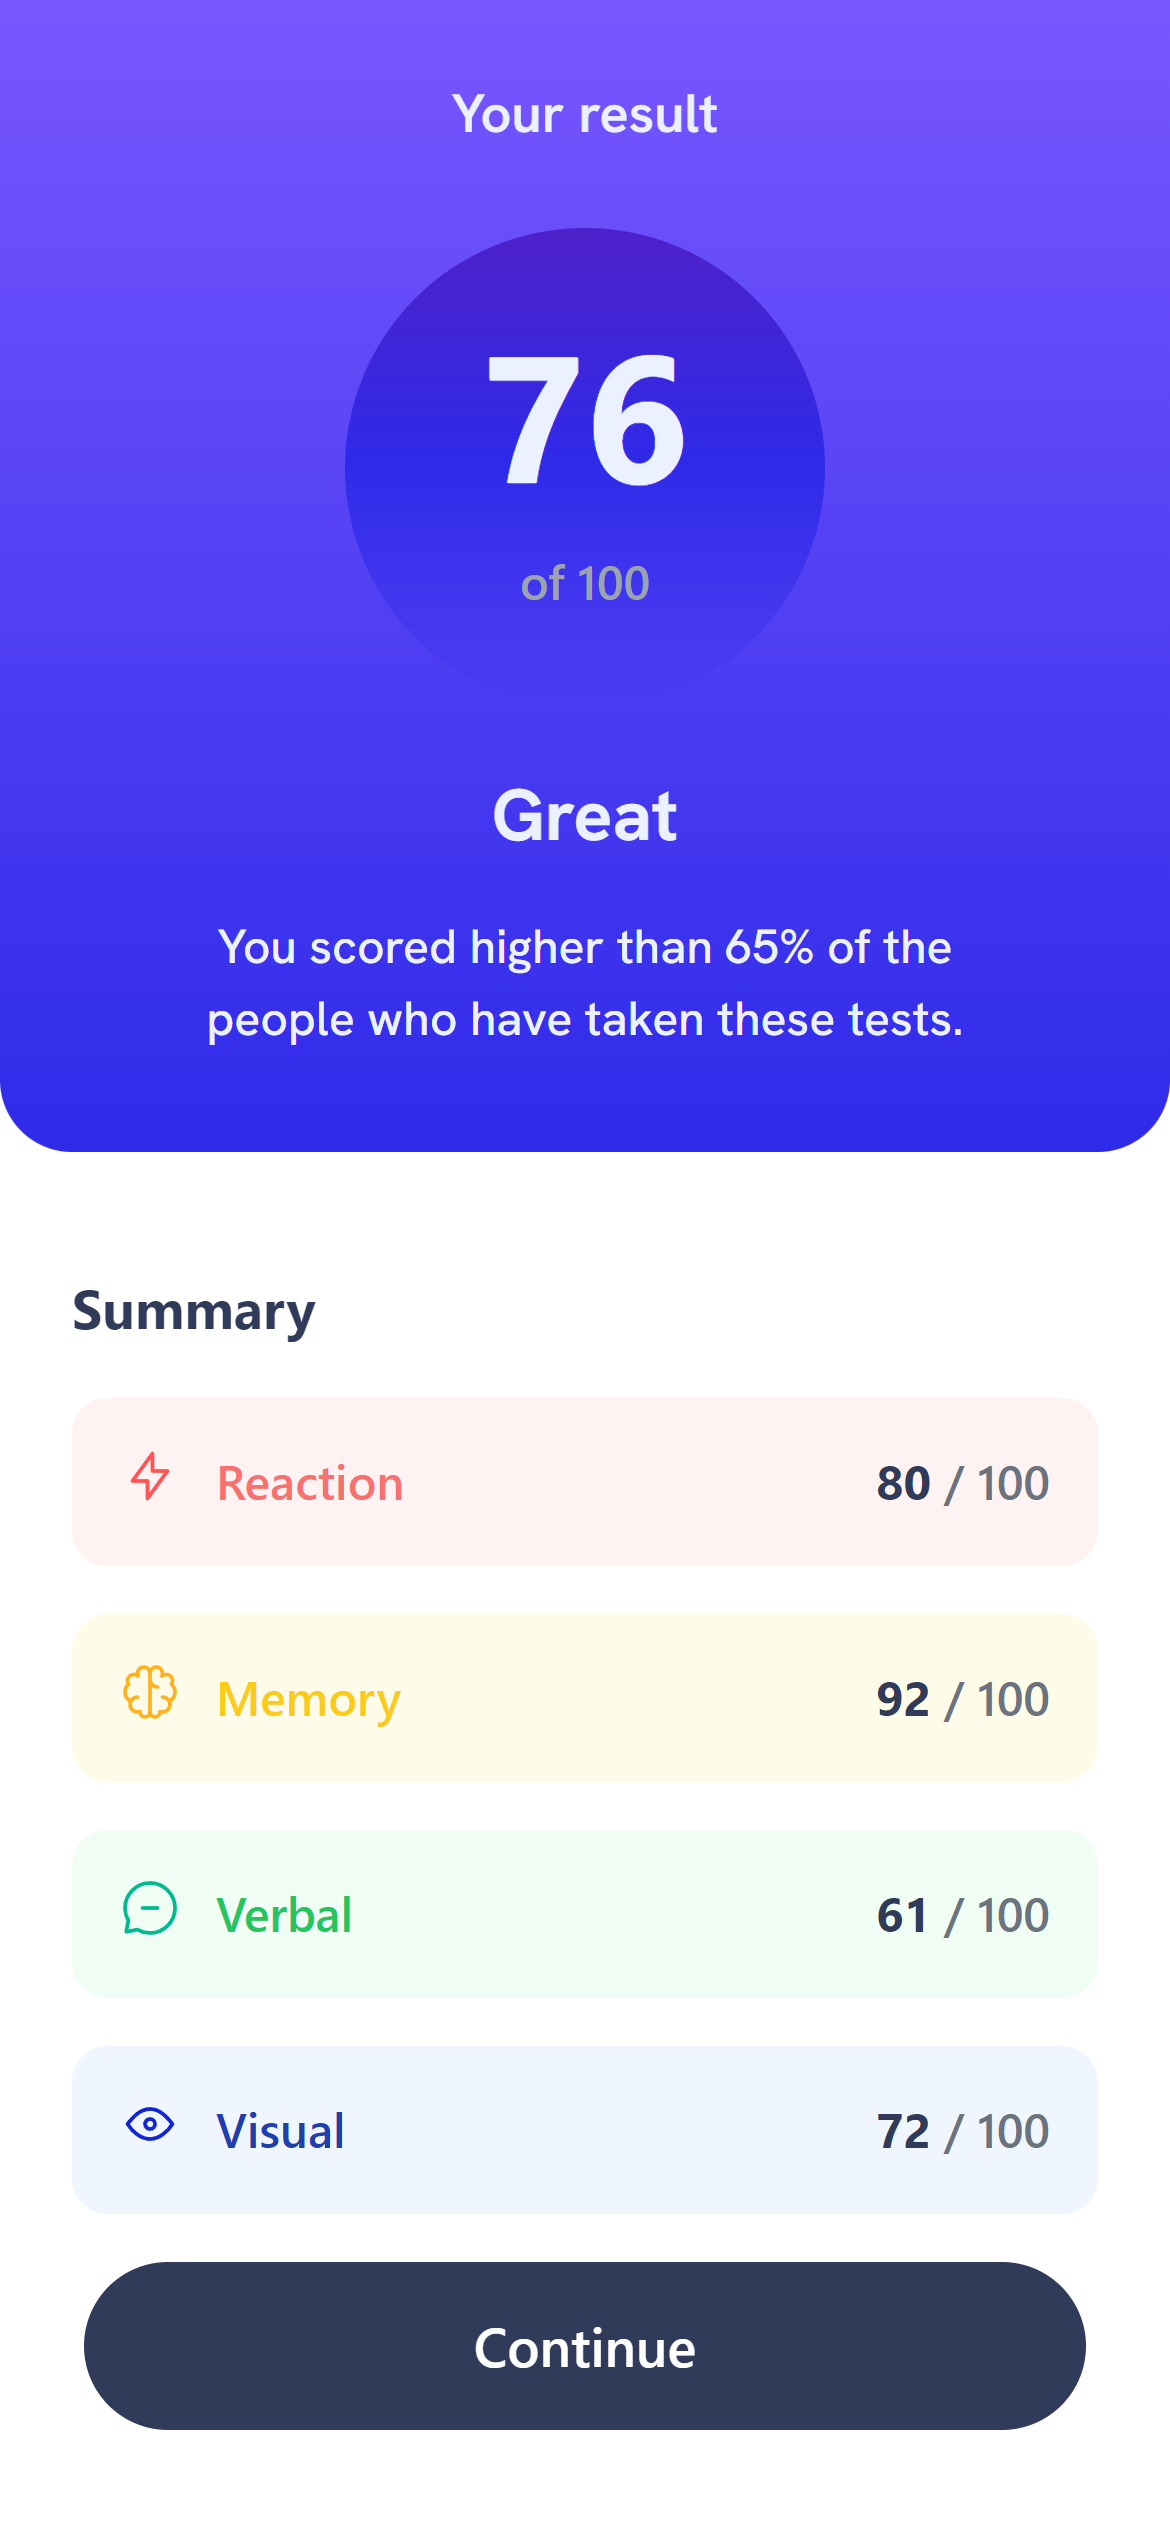 Your result
76
of 100
Great
You scored higher than 65% of the
people who have taken these tests.
Summary
Reaction 80 / 100
Memory 92 / 100
Verbal 61 / 100
Visual 72 / 100
Continue